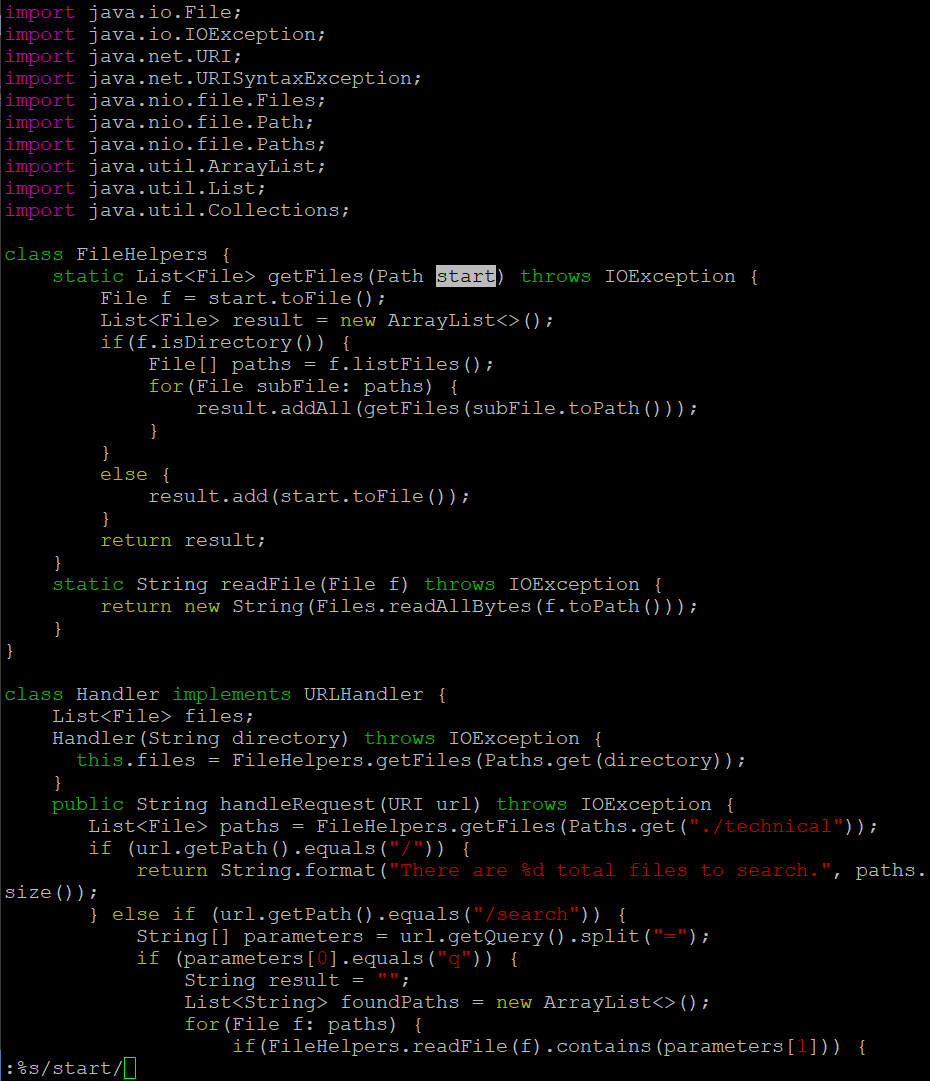 import java.io.File;
import java.io.IOException;
import java.net.URI;
import java.net.URISyntaxException;
import java.nio.file.Files;
import java.nio.file.Path;
import java.nio.file.Paths;
import java.util.ArrayList;
import java.util.List;
import java.util.Collections;

class FileHelpers {
    static List<File> getFiles(Path start) throws IOException {
        File f = start.toFile();
        List<File> result = new ArrayList<>();
        if(f.isDirectory()) {
            File[] paths = f.listFiles();
            for(File subFile: paths) {
                result.addAll(getFiles(subFile.toPath()));
            }
        }
        else {
            result.add(start.toFile());
        }
        return result;
    }
    static String readFile(File f) throws IOException {
        return new String(Files.readAllBytes(f.toPath()));
    }
}

class Handler implements URLHandler {
    List<File> files;
    Handler(String directory) throws IOException {
      this.files = FileHelpers.getFiles(Paths.get(directory));
    }
    public String handleRequest(URI url) throws IOException {
       List<File> paths = FileHelpers.getFiles(Paths.get("./technical"));
       if (url.getPath().equals("/")) {
           return String.format("There are %d total files to search.", paths.
size());
       } else if (url.getPath().equals("/search")) {
           String[] parameters = url.getQuery().split("=");
           if (parameters[0].equals("q")) {
               String result = "";
               List<String> foundPaths = new ArrayList<>();
               for(File f: paths) {
                   if(FileHelpers.readFile(f).contains(parameters[1])) {
:%s/start/